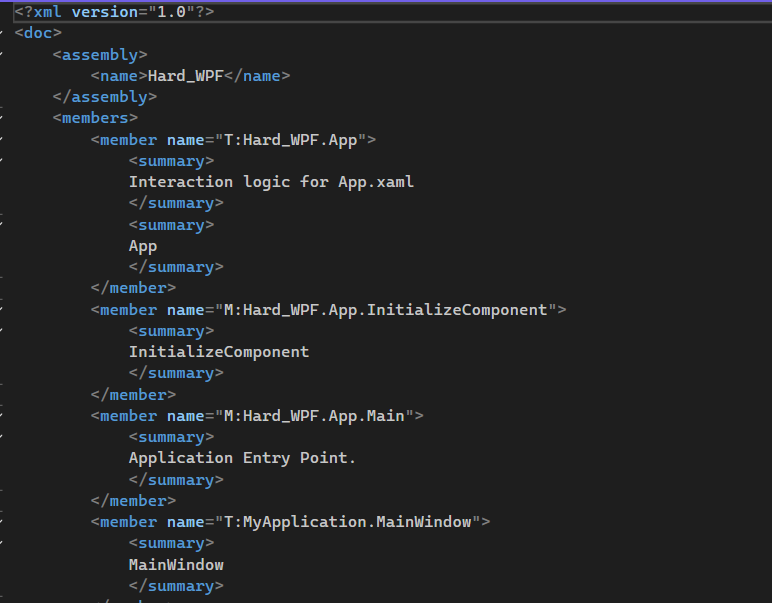 <?xml version="1.0"?>
<doc>
    <assembly>
        <name>Hard_WPF</name>
    </assembly>
    <members>
        <member name="T:Hard_WPF.App">
            <summary>
            Interaction logic for App.xaml
            </summary>
            <summary>
            App
            </summary>
        </member>
        <member name="M:Hard_WPF.App.InitializeComponent">
            <summary>
            InitializeComponent
            </summary>
        </member>
        <member name="M:Hard_WPF.App.Main">
            <summary>
            Application Entry Point.
            </summary>
        </member>
        <member name="T:MyApplication.MainWindow">
            <summary>
            MainWindow
            </summary>